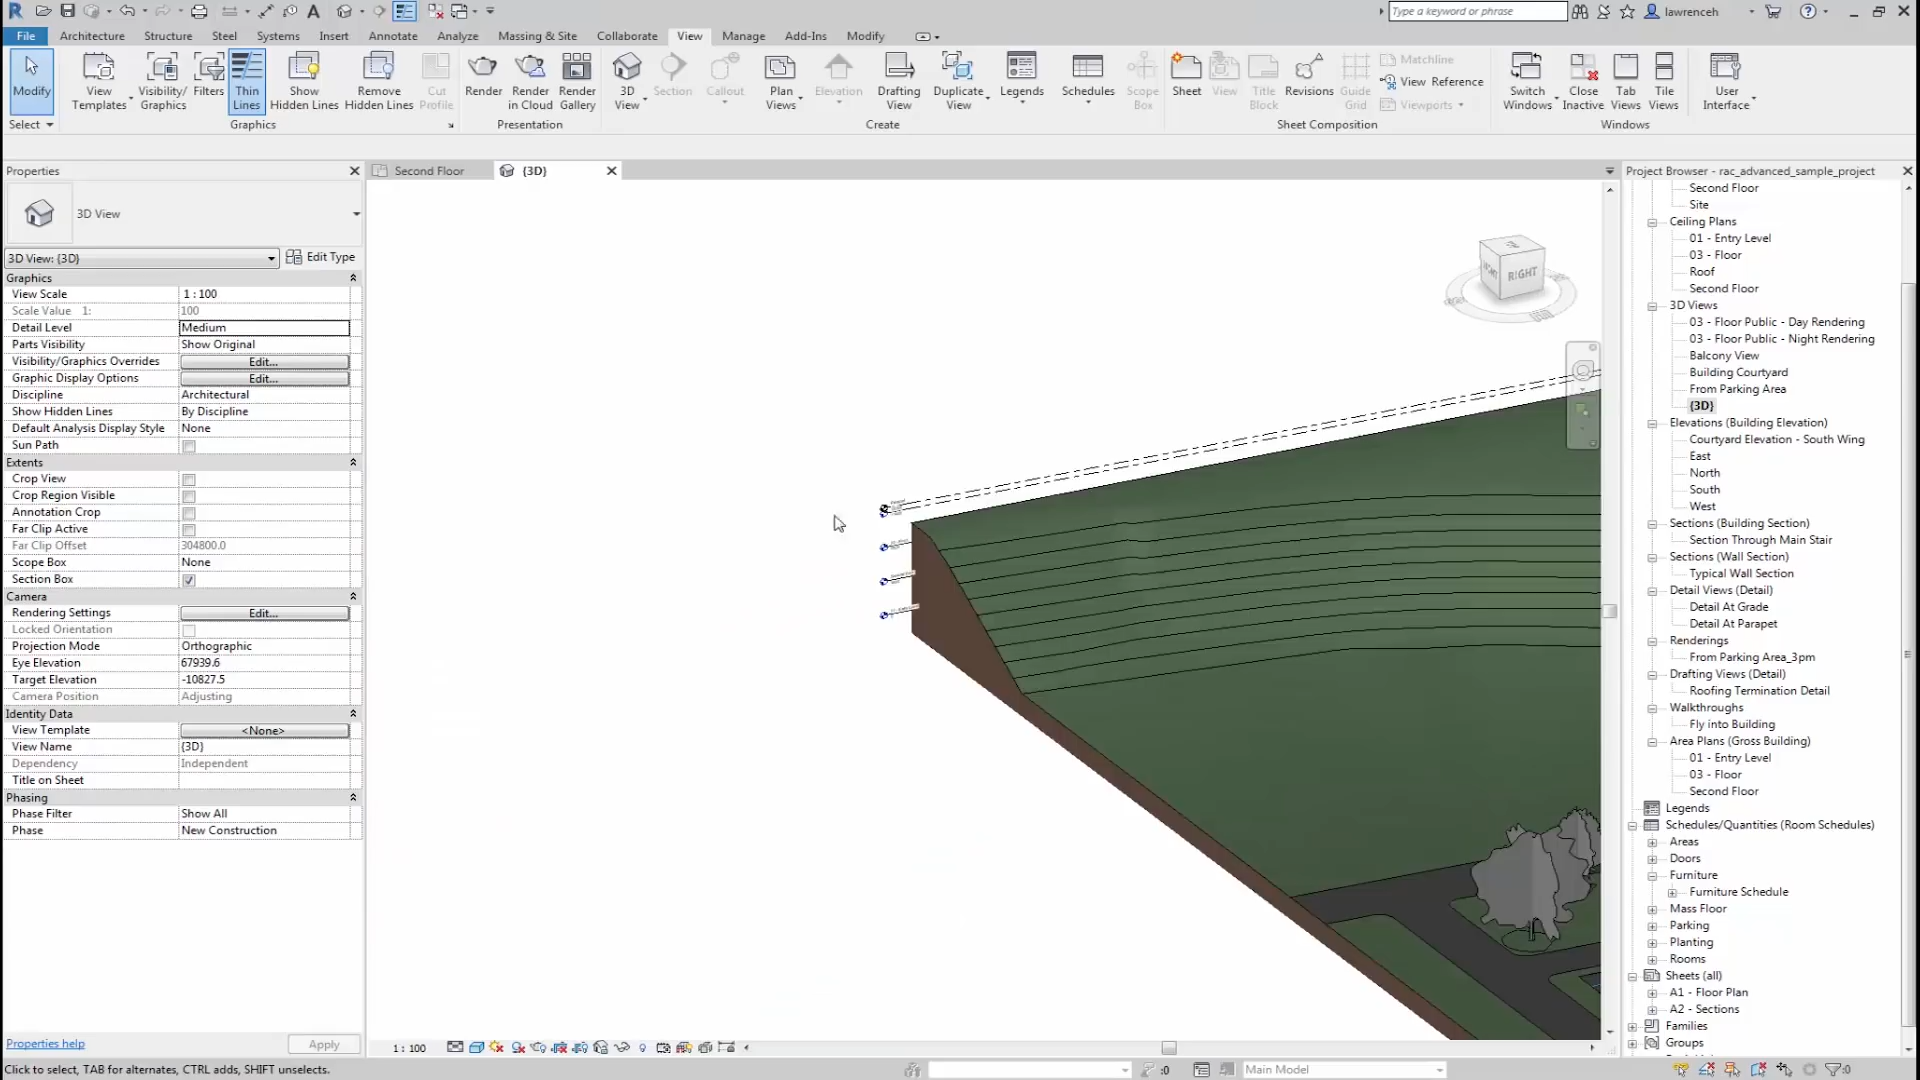 Type a keyword or phrase
lawrenceh
File
Architecture
Structure
Steel
Systems
Insert
Annotate
Analyze
Massing & Site
Collaborate
View
Manage
Add-Ins
Modify
Modify
View Templates
Visibility/ Graphics
Filters
Thin Lines
Show Hidden Lines
Remove Hidden Lines
Cut Profile
Render
Render in Cloud
Render Gallery
3D View
Section
Callout
Plan Views
Elevation
Drafting View
Duplicate View
Legends
Schedules
Scope Box
Sheet
View
Title Block
Revisions
Guide Grid
Matchline
View Reference
Viewports
Switch Windows
Close Inactive
Tab Views
Tile Views
User Interface
Select
Graphics
Presentation
Create
Sheet Composition
Windows
Properties
3D View
3D View: {3D}
Edit Type
Graphics
View Scale 1 : 100
Scale Value 1: 100
Detail Level Medium
Parts Visibility Show Original
Visibility/Graphics Overrides Edit...
Graphic Display Options Edit...
Discipline Architectural
Show Hidden Lines By Discipline
Default Analysis Display Style None
Sun Path
Extents
Crop View
Crop Region Visible
Annotation Crop
Far Clip Active
Far Clip Offset 304800.0
Scope Box None
Section Box
Camera
Rendering Settings Edit...
Locked Orientation
Projection Mode Orthographic
Eye Elevation 67939.6
Target Elevation -10827.5
Camera Position Adjusting
Identity Data
View Template <None>
View Name {3D}
Dependency Independent
Title on Sheet
Phasing
Phase Filter Show All
Phase New Construction
Properties help
Apply
Second Floor
{3D}
RIGHT
1 : 100
Project Browser - rac_advanced_sample_project
Second Floor
Site
Ceiling Plans
01 - Entry Level
03 - Floor
Roof
Second Floor
3D Views
03 - Floor Public - Day Rendering
03 - Floor Public - Night Rendering
Balcony View
Building Courtyard
From Parking Area
{3D}
Elevations (Building Elevation)
Courtyard Elevation - South Wing
East
North
South
West
Sections (Building Section)
Section Through Main Stair
Sections (Wall Section)
Typical Wall Section
Detail Views (Detail)
Detail At Grade
Detail At Parapet
Renderings
From Parking Area_3pm
Drafting Views (Detail)
Roofing Termination Detail
Walkthroughs
Fly into Building
Area Plans (Gross Building)
01 - Entry Level
03 - Floor
Second Floor
Legends
Schedules/Quantities (Room Schedules)
Areas
Doors
Furniture
Furniture Schedule
Mass Floor
Parking
Planting
Rooms
Sheets (all)
A1 - Floor Plan
A2 - Sections
Families
Groups
Click to select, TAB for alternates, CTRL adds, SHIFT unselects.
:0
Main Model
:0